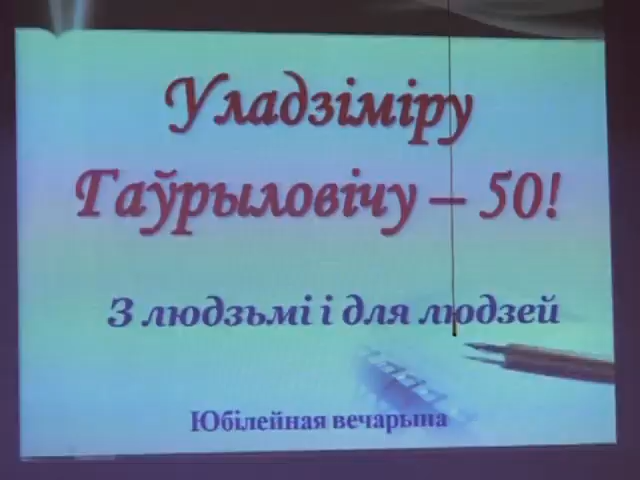 Уладзіміру
Гаўрыловічу – 50!
З людзьмі і для людзей
Юбілейная вечарына